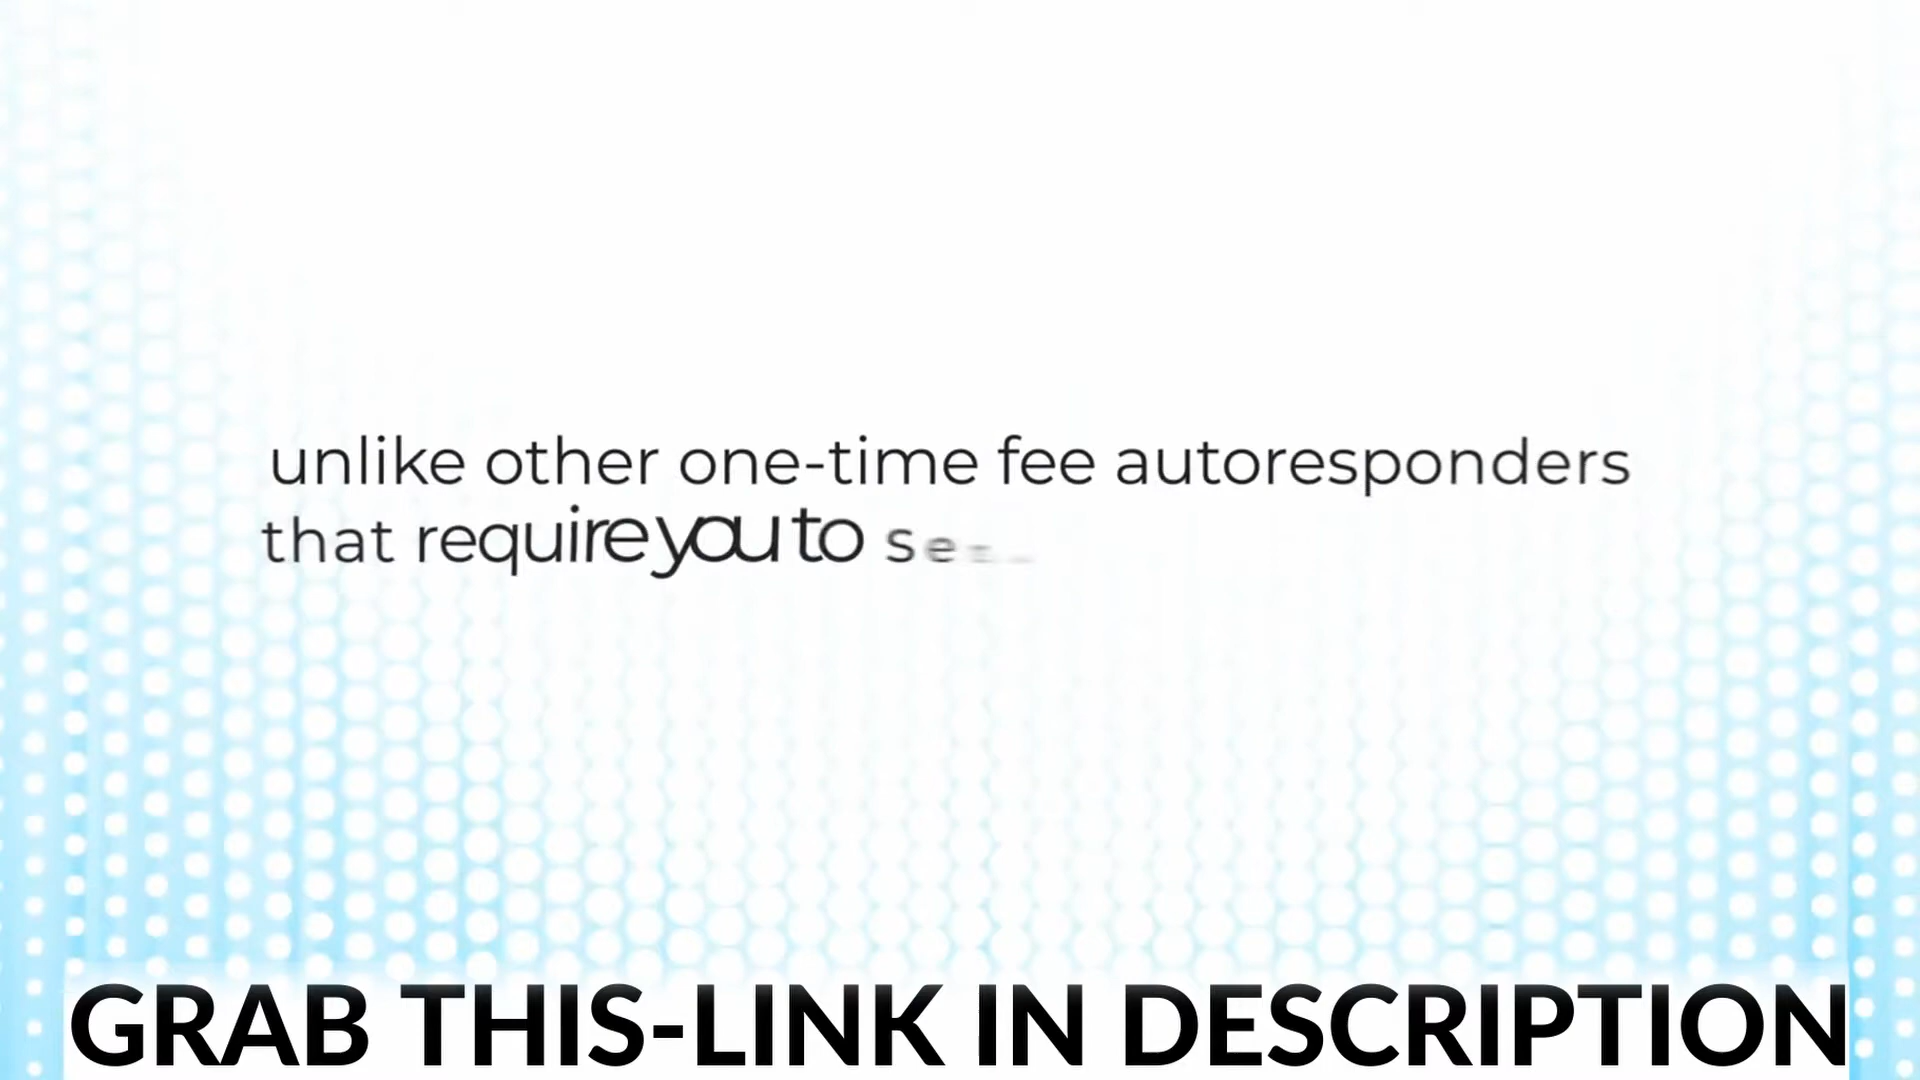 unlike other one-time fee autoresponders
that require you to
GRAB THIS-LINK IN DESCRIPTION